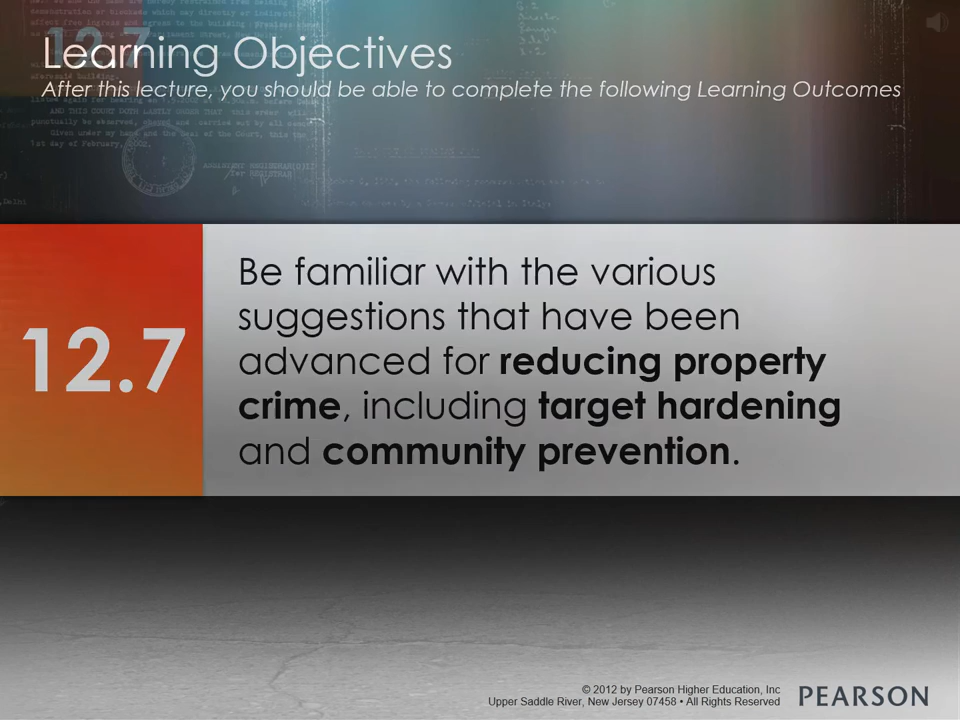 Learning Objectives
After this lecture, you should be able to complete the following Learning Outcomes
12.7
Be familiar with the various
suggestions that have been
advanced for reducing property
crime, including target hardening
and community prevention.
© 2012 by Pearson Higher Education, Inc
Upper Saddle River, New Jersey 07458 • All Rights Reserved
PEARSON